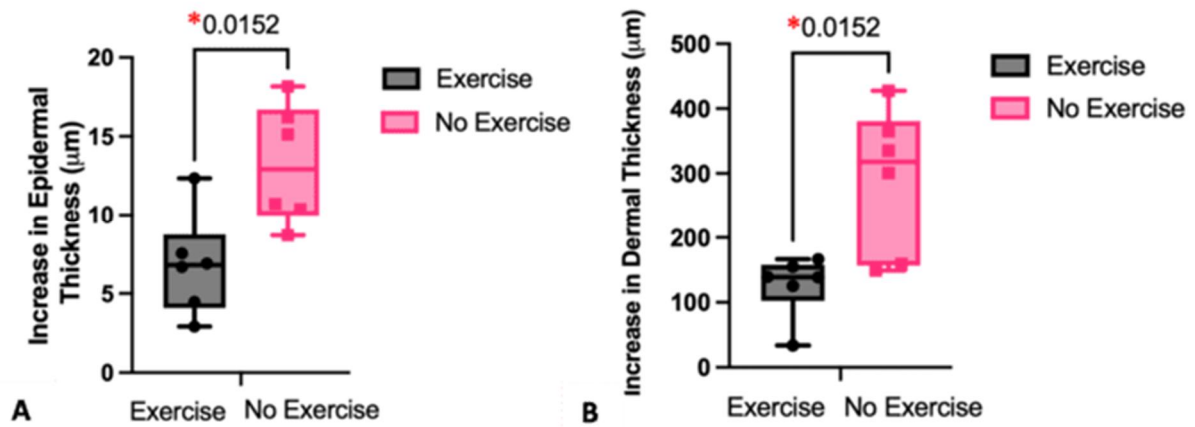 *0.0152
20
15
10
5
0
Increase in Epidermal
Thickness (μm)
Exercise
No Exercise
Exercise No Exercise
A
*0.0152
500
400
300
200
100
0
Increase in Dermal Thickness (μm)
Exercise
No Exercise
Exercise No Exercise
B